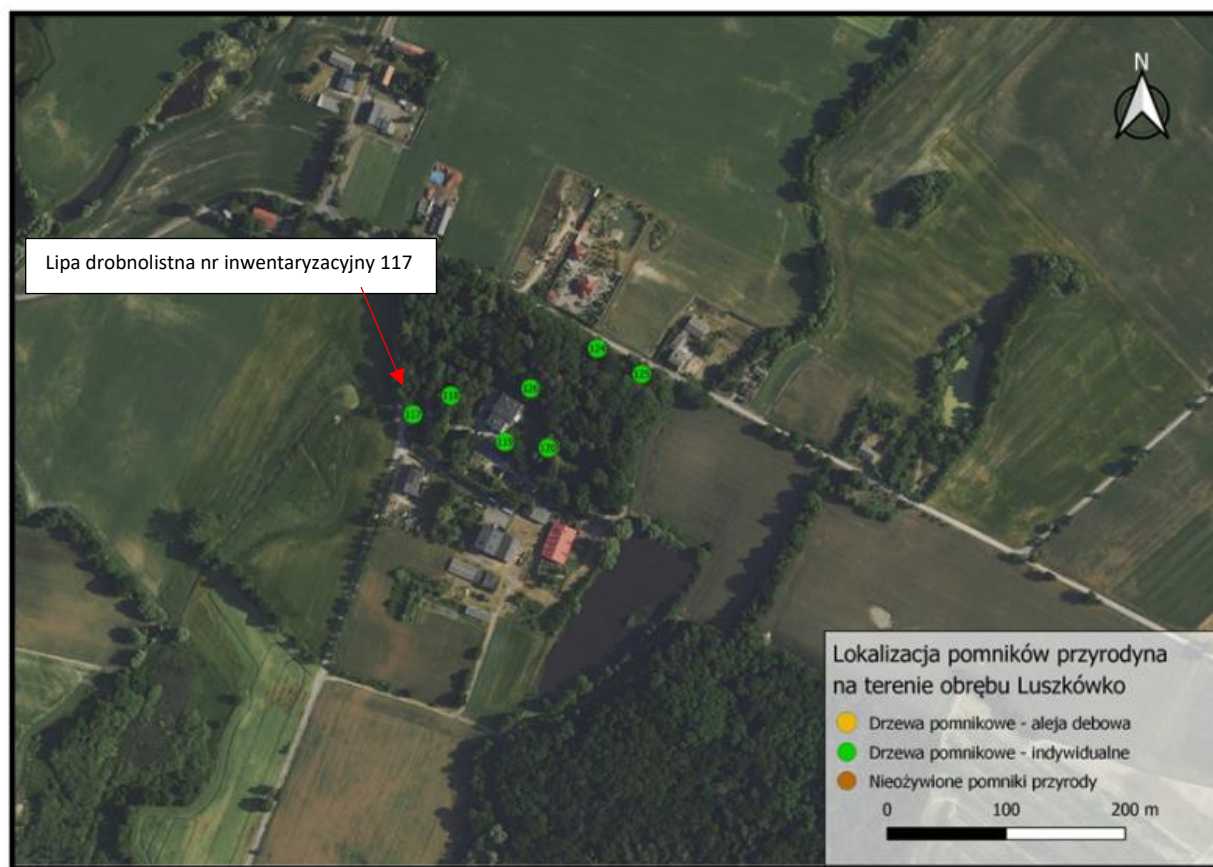 N
Lipa drobnolistna nr inwentaryzacyjny 117
124
125
126
118
117
120
Lokalizacja pomników przyrodyna
na terenie obrębu Luszkówko
Drzewa pomnikowe - aleja debowa
Drzewa pomnikowe - indywidualne
Nieożywione pomniki przyrody
0 100 200 m